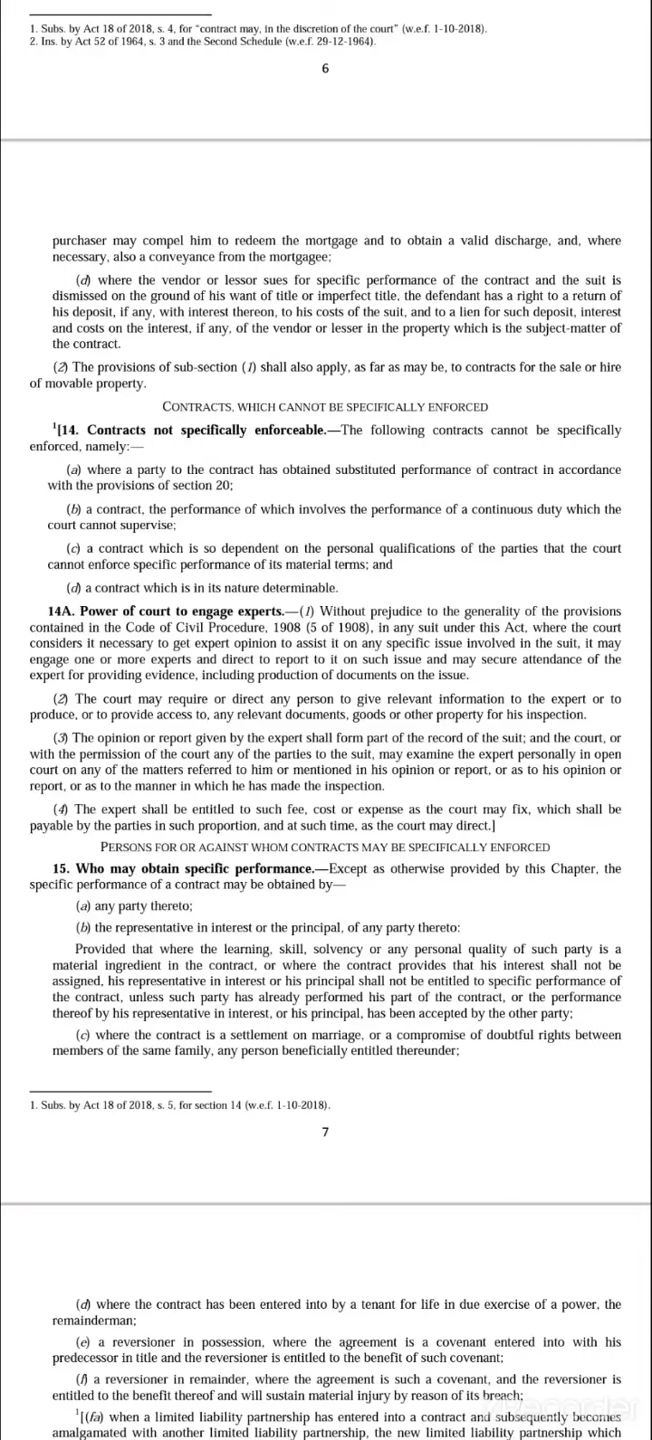 1. Subs. by Act 18 of 2018, s. 4, for “contract may, in the discretion of the court” (w.e.f. 1-10-2018).
2. Ins. by Act 52 of 1964, s. 3 and the Second Schedule (w.e.f. 29-12-1964).
6
purchaser may compel him to redeem the mortgage and to obtain a valid discharge, and, where
necessary, also a conveyance from the mortgagee;
(d) where the vendor or lessor sues for specific performance of the contract and the suit is
dismissed on the ground of his want of title or imperfect title, the defendant has a right to a return of
his deposit, if any, with interest thereon, to his costs of the suit, and to a lien for such deposit, interest
and costs on the interest, if any, of the vendor or lesser in the property which is the subject-matter of
the contract.
(2) The provisions of sub-section (1) shall also apply, as far as may be, to contracts for the sale or hire
of movable property.
CONTRACTS, WHICH CANNOT BE SPECIFICALLY ENFORCED
1[14. Contracts not specifically enforceable.—The following contracts cannot be specifically
enforced, namely:—
(a) where a party to the contract has obtained substituted performance of contract in accordance
with the provisions of section 20;
(b) a contract, the performance of which involves the performance of a continuous duty which the
court cannot supervise;
(c) a contract which is so dependent on the personal qualifications of the parties that the court
cannot enforce specific performance of its material terms; and
(d) a contract which is in its nature determinable.
14A. Power of court to engage experts.—(1) Without prejudice to the generality of the provisions
contained in the Code of Civil Procedure, 1908 (5 of 1908), in any suit under this Act, where the court
considers it necessary to get expert opinion to assist it on any specific issue involved in the suit, it may
engage one or more experts and direct to report to it on such issue and may secure attendance of the
expert for providing evidence, including production of documents on the issue.
(2) The court may require or direct any person to give relevant information to the expert or to
produce, or to provide access to, any relevant documents, goods or other property for his inspection.
(3) The opinion or report given by the expert shall form part of the record of the suit; and the court, or
with the permission of the court any of the parties to the suit, may examine the expert personally in open
court on any of the matters referred to him or mentioned in his opinion or report, or as to his opinion or
report, or as to the manner in which he has made the inspection.
(4) The expert shall be entitled to such fee, cost or expense as the court may fix, which shall be
payable by the parties in such proportion, and at such time, as the court may direct.]
PERSONS FOR OR AGAINST WHOM CONTRACTS MAY BE SPECIFICALLY ENFORCED
15. Who may obtain specific performance.—Except as otherwise provided by this Chapter, the
specific performance of a contract may be obtained by—
(a) any party thereto;
(b) the representative in interest or the principal, of any party thereto:
Provided that where the learning, skill, solvency or any personal quality of such party is a
material ingredient in the contract, or where the contract provides that his interest shall not be
assigned, his representative in interest or his principal shall not be entitled to specific performance of
the contract, unless such party has already performed his part of the contract, or the performance
thereof by his representative in interest, or his principal, has been accepted by the other party;
(c) where the contract is a settlement on marriage, or a compromise of doubtful rights between
members of the same family, any person beneficially entitled thereunder;
1. Subs. by Act 18 of 2018, s. 5, for section 14 (w.e.f. 1-10-2018).
7
(d) where the contract has been entered into by a tenant for life in due exercise of a power, the
remainderman;
(e) a reversioner in possession, where the agreement is a covenant entered into with his
predecessor in title and the reversioner is entitled to the benefit of such covenant;
(f) a reversioner in remainder, where the agreement is such a covenant, and the reversioner is
entitled to the benefit thereof and will sustain material injury by reason of its breach;
1[(fa) when a limited liability partnership has entered into a contract and subsequently becomes
amalgamated with another limited liability partnership, the new limited liability partnership which